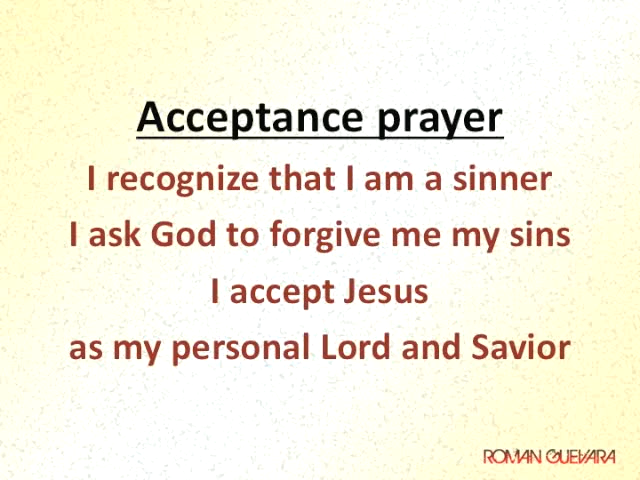 Acceptance prayer
I recognize that I am a sinner
I ask God to forgive me my sins
I accept Jesus
as my personal Lord and Savior
ROMAN GUEVARA